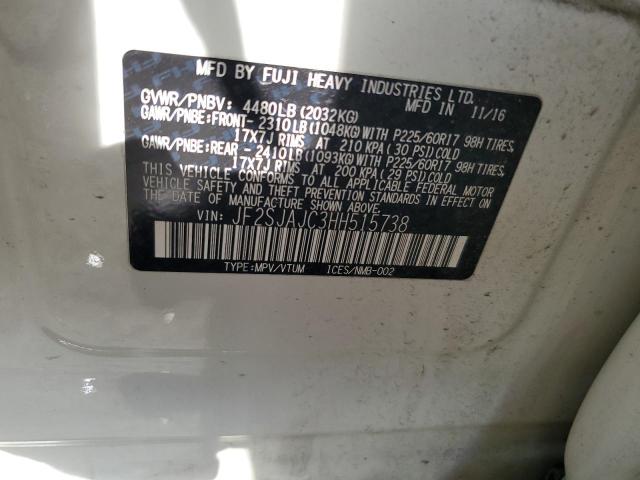 MFD BY FUJI HEAVY INDUSTRIES LTD.
MFD IN 11/16
GVWR/PNBV: 4480LB(2032KG)
GAWR/PNBE:FRONT-2310LB(1048KG)WITH P225/60R17 98H TIRES,
17X7J RIMS AT 210 KPA(30 PSI)COLD
GAWR/PNBE:REAR -2410LB(1093KG)WITH P225/60R17 98H TIRES,
17X7J RIMS AT 200 KPA(29 PSI)COLD
THIS VEHICLE CONFORMS TO ALL APPLICABLE FEDERAL MOTOR
VEHICLE SAFETY AND THEFT PREVENTION STANDARDS IN EFFECT ON
THE DATE OF MANUFACTURE SHOWN ABOVE.
VIN: JF2SJAJC3HH515738
TYPE:MPV/VTUM ICES/NMB-002